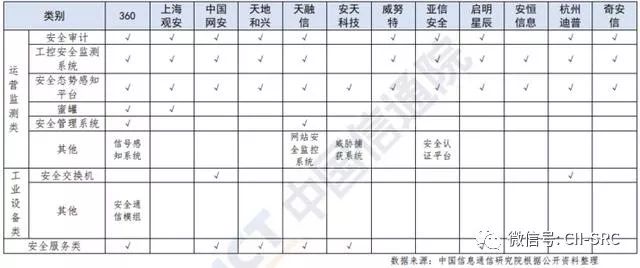 类别 360 上海观安 中国网安 天地和兴 天融信 安天科技 威努特 亚信安全 启明星辰 安恒信息 杭州迪普 奇安信
运营监测类
安全审计
工控安全监测系统
安全态势感知平台
蜜罐
安全管理系统
其他 信号感知系统 网站安全监控系统 威胁捕获系统 安全认证平台
工业设备类
安全交换机
其他 安全通信模组
安全服务类
数据来源：中国信息通信研究院根据公开资料整理
中国信通院
微信号: CII-SRC